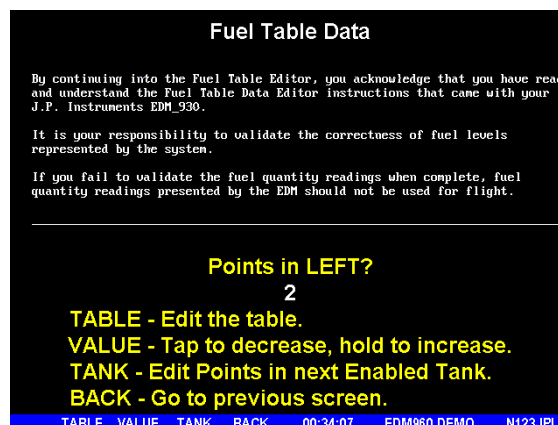 Fuel Table Data
By continuing into the Fuel Table Editor, you acknowledge that you have read
and understand the Fuel Table Data Editor instructions that came with your
J.P. Instruments EDM_930.
It is your responsibility to validate the correctness of fuel levels
represented by the system.
If you fail to validate the fuel quantity readings when complete, fuel
quantity readings presented by the EDM should not be used for flight.
Points in LEFT?
2
TABLE - Edit the table.
VALUE - Tap to decrease, hold to increase.
TANK - Edit Points in next Enabled Tank.
BACK - Go to previous screen.
TABLE VALUE TANK BACK 00:34:07 EDM960 DEMO N123JPI